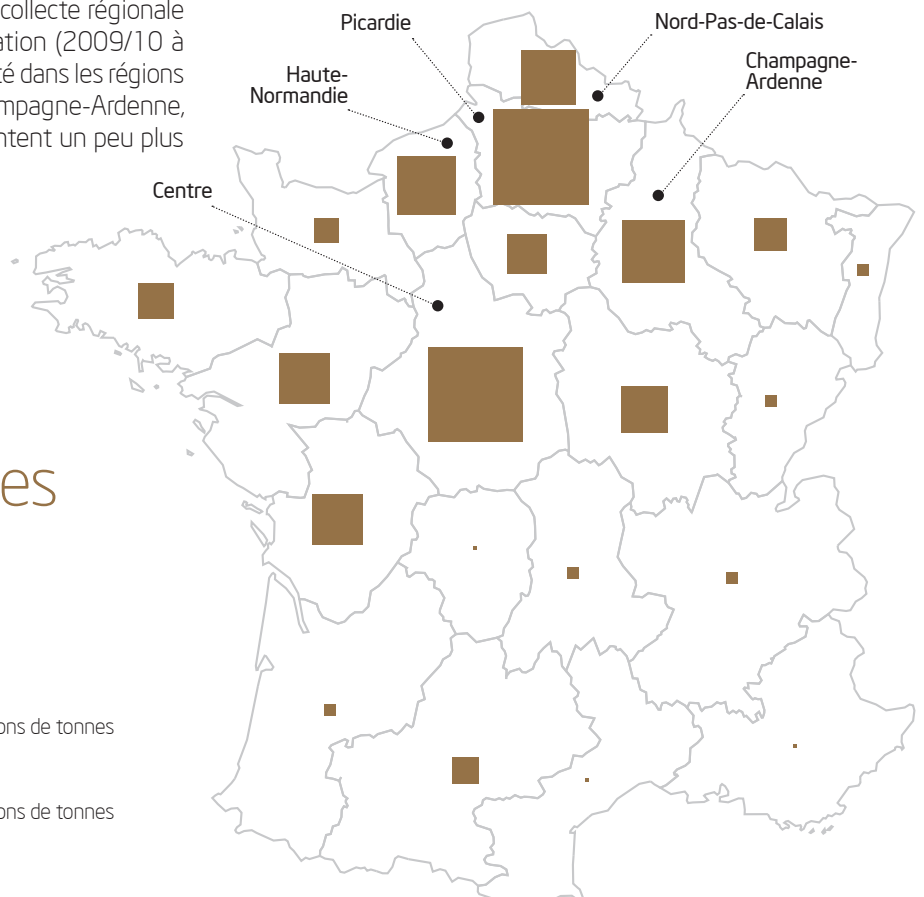 collecte régionale
ation (2009/10 à
té dans les régions
mpagne-Ardenne,
ntent un peu plus
Picardie
Nord-Pas-de-Calais
Haute-
Normandie
Champagne-
Ardenne
Centre
es
ons de tonnes
ons de tonnes